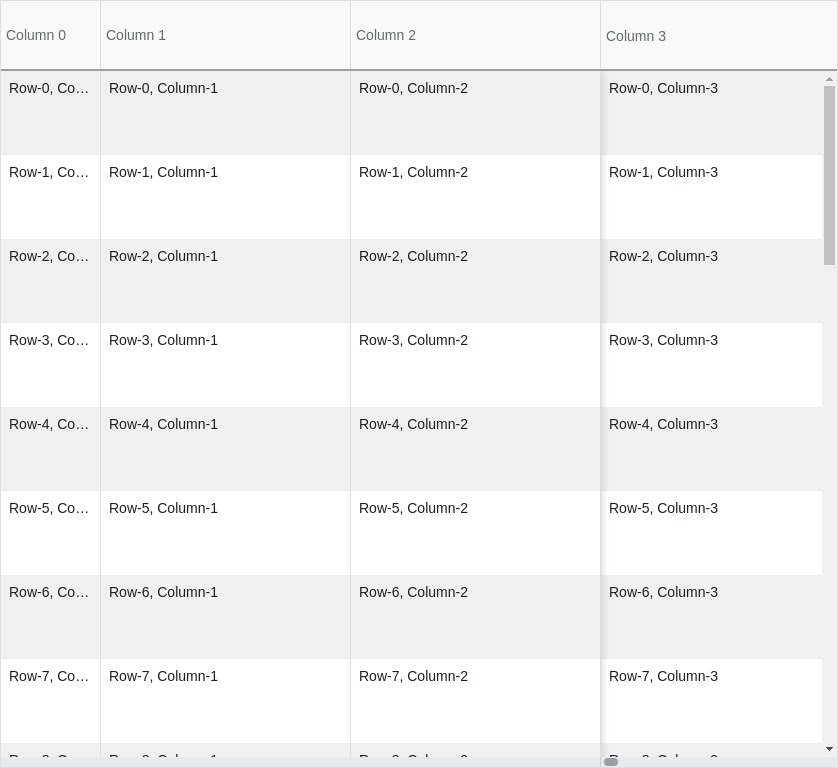 Column 0 Column 1 Column 2 Column 3
Row-0, Co… Row-0, Column-1 Row-0, Column-2 Row-0, Column-3
Row-1, Co… Row-1, Column-1 Row-1, Column-2 Row-1, Column-3
Row-2, Co… Row-2, Column-1 Row-2, Column-2 Row-2, Column-3
Row-3, Co… Row-3, Column-1 Row-3, Column-2 Row-3, Column-3
Row-4, Co… Row-4, Column-1 Row-4, Column-2 Row-4, Column-3
Row-5, Co… Row-5, Column-1 Row-5, Column-2 Row-5, Column-3
Row-6, Co… Row-6, Column-1 Row-6, Column-2 Row-6, Column-3
Row-7, Co… Row-7, Column-1 Row-7, Column-2 Row-7, Column-3